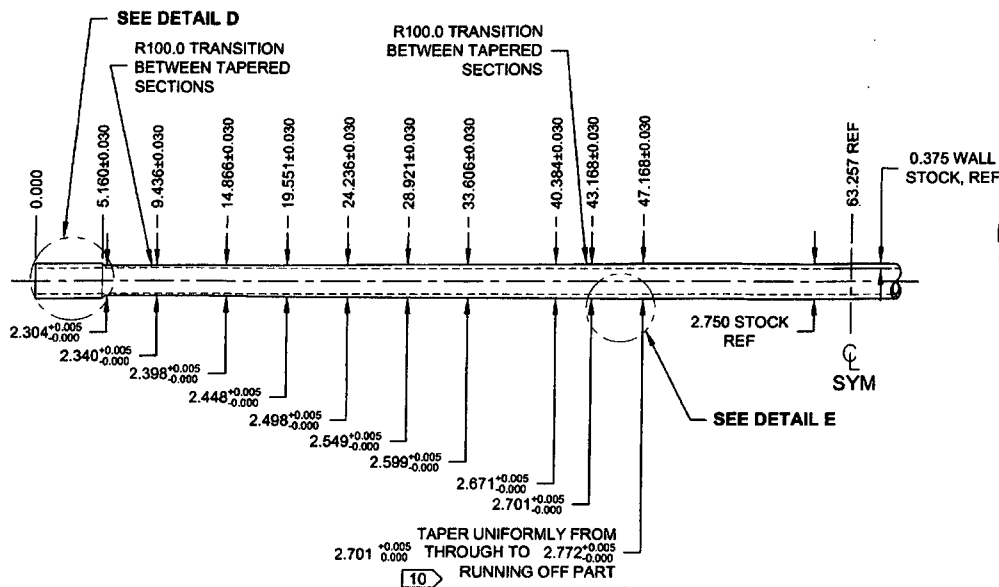 SEE DETAIL D
R100.0 TRANSITION
BETWEEN TAPERED
SECTIONS
R100.0 TRANSITION
BETWEEN TAPERED
SECTIONS
0.000
5.160±0.030
9.436±0.030
14.866±0.030
19.551±0.030
24.236±0.030
28.921±0.030
33.606±0.030
40.384±0.030
43.168±0.030
47.168±0.030
63.257 REF
0.375 WALL
STOCK, REF
2.304 +0.005 -0.000
2.340 +0.005 -0.000
2.398 +0.005 -0.000
2.448 +0.005 -0.000
2.498 +0.005 -0.000
2.549 +0.005 -0.000
2.599 +0.005 -0.000
2.671 +0.005 -0.000
2.701 +0.005 -0.000
2.750 STOCK
REF
CL
SYM
SEE DETAIL E
TAPER UNIFORMLY FROM
2.701 +0.005 0.000 THROUGH TO 2.772 +0.005 -0.000
RUNNING OFF PART
10